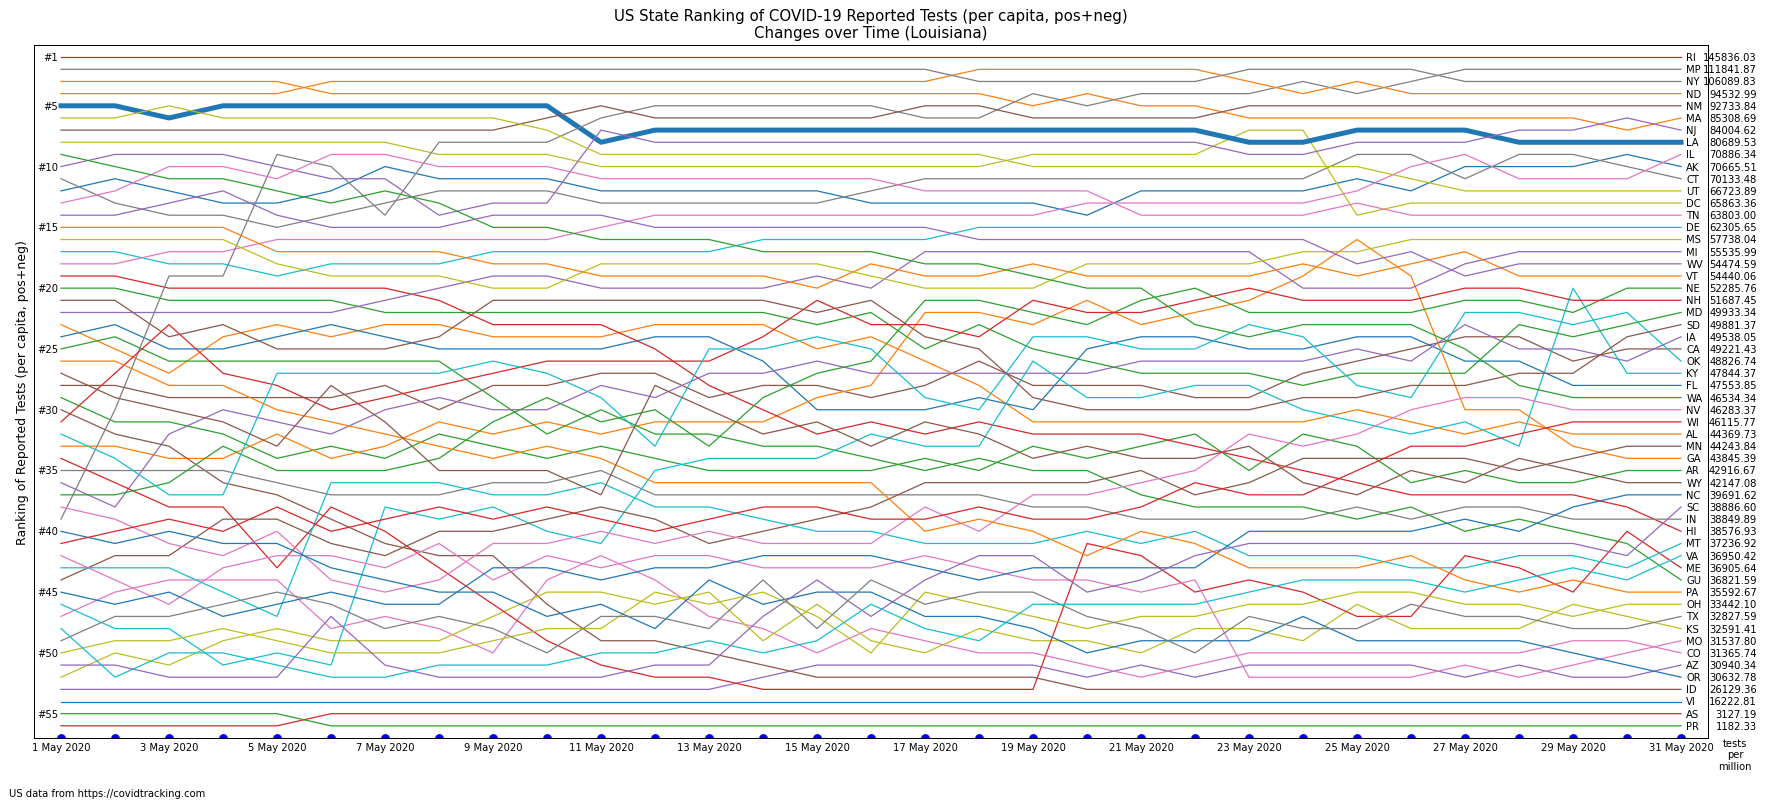 US State Ranking of COVID-19 Reported Tests (per capita, pos+neg)
Changes over Time (Louisiana)
Ranking of Reported Tests (per capita, pos+neg)
#1
#5
#10
#15
#20
#25
#30
#35
#40
#45
#50
#55
RI 145836.03
MP 111841.87
NY 106089.83
ND 94532.99
NM 92733.84
MA 85308.69
NJ 84004.62
LA 80689.53
IL 70886.34
AK 70665.51
CT 70133.48
UT 66723.89
DC 65863.36
TN 63803.00
DE 62305.65
MS 57738.04
MI 55535.99
WV 54474.59
VT 54440.06
NE 52285.76
NH 51687.45
MD 49933.34
SD 49881.37
IA 49538.05
CA 49221.43
OK 48826.74
KY 47844.37
FL 47553.85
WA 46534.34
NV 46283.37
WI 46115.77
AL 44369.73
MN 44243.84
GA 43845.39
AR 42916.67
WY 42147.08
NC 39691.62
SC 38886.60
IN 38849.89
HI 38576.93
MT 37236.92
VA 36950.42
ME 36905.64
GU 36821.59
PA 35592.67
OH 33442.10
TX 32827.59
KS 32591.41
MO 31537.80
CO 31365.74
AZ 30940.34
OR 30632.78
ID 26129.36
VI 16222.81
AS 3127.19
PR 1182.33
1 May 2020 3 May 2020 5 May 2020 7 May 2020 9 May 2020 11 May 2020 13 May 2020 15 May 2020 17 May 2020 19 May 2020 21 May 2020 23 May 2020 25 May 2020 27 May 2020 29 May 2020 31 May 2020
tests
per
million
US data from https://covidtracking.com